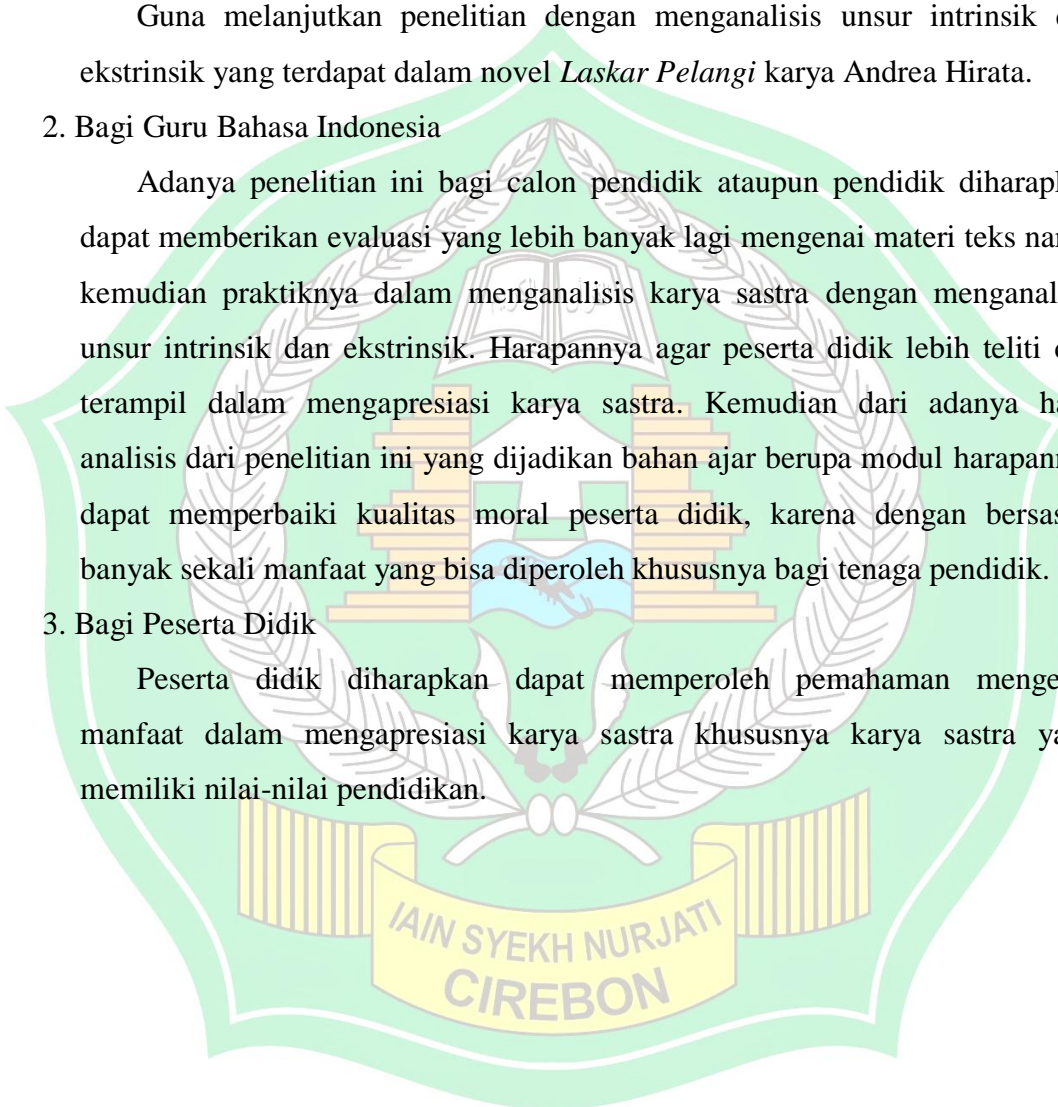 Guna melanjutkan penelitian dengan menganalisis unsur intrinsik
ekstrinsik yang terdapat dalam novel Laskar Pelangi karya Andrea Hirata.
2. Bagi Guru Bahasa Indonesia
Adanya penelitian ini bagi calon pendidik ataupun pendidik
dapat memberikan evaluasi yang lebih banyak lagi mengenai materi teks
kemudian praktiknya dalam menganalisis karya sastra dengan
unsur intrinsik dan ekstrinsik. Harapannya agar peserta didik lebih teliti
terampil dalam mengapresiasi karya sastra. Kemudian dari adanya
analisis dari penelitian ini yang dijadikan bahan ajar berupa modul
dapat memperbaiki kualitas moral peserta didik, karena dengan
banyak sekali manfaat yang bisa diperoleh khususnya bagi tenaga pendidik.
3. Bagi Peserta Didik
Peserta didik diharapkan dapat memperoleh pemahaman
manfaat dalam mengapresiasi karya sastra khususnya karya sastra
memiliki nilai-nilai pendidikan.
IAIN SYEKH NURJATI
CIREBON